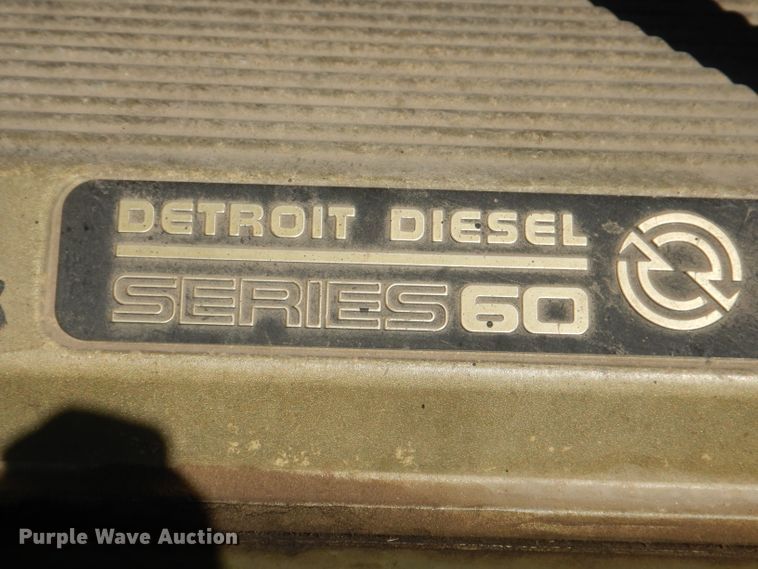 DETROIT DIESEL
SERIES 60
Purple Wave Auction